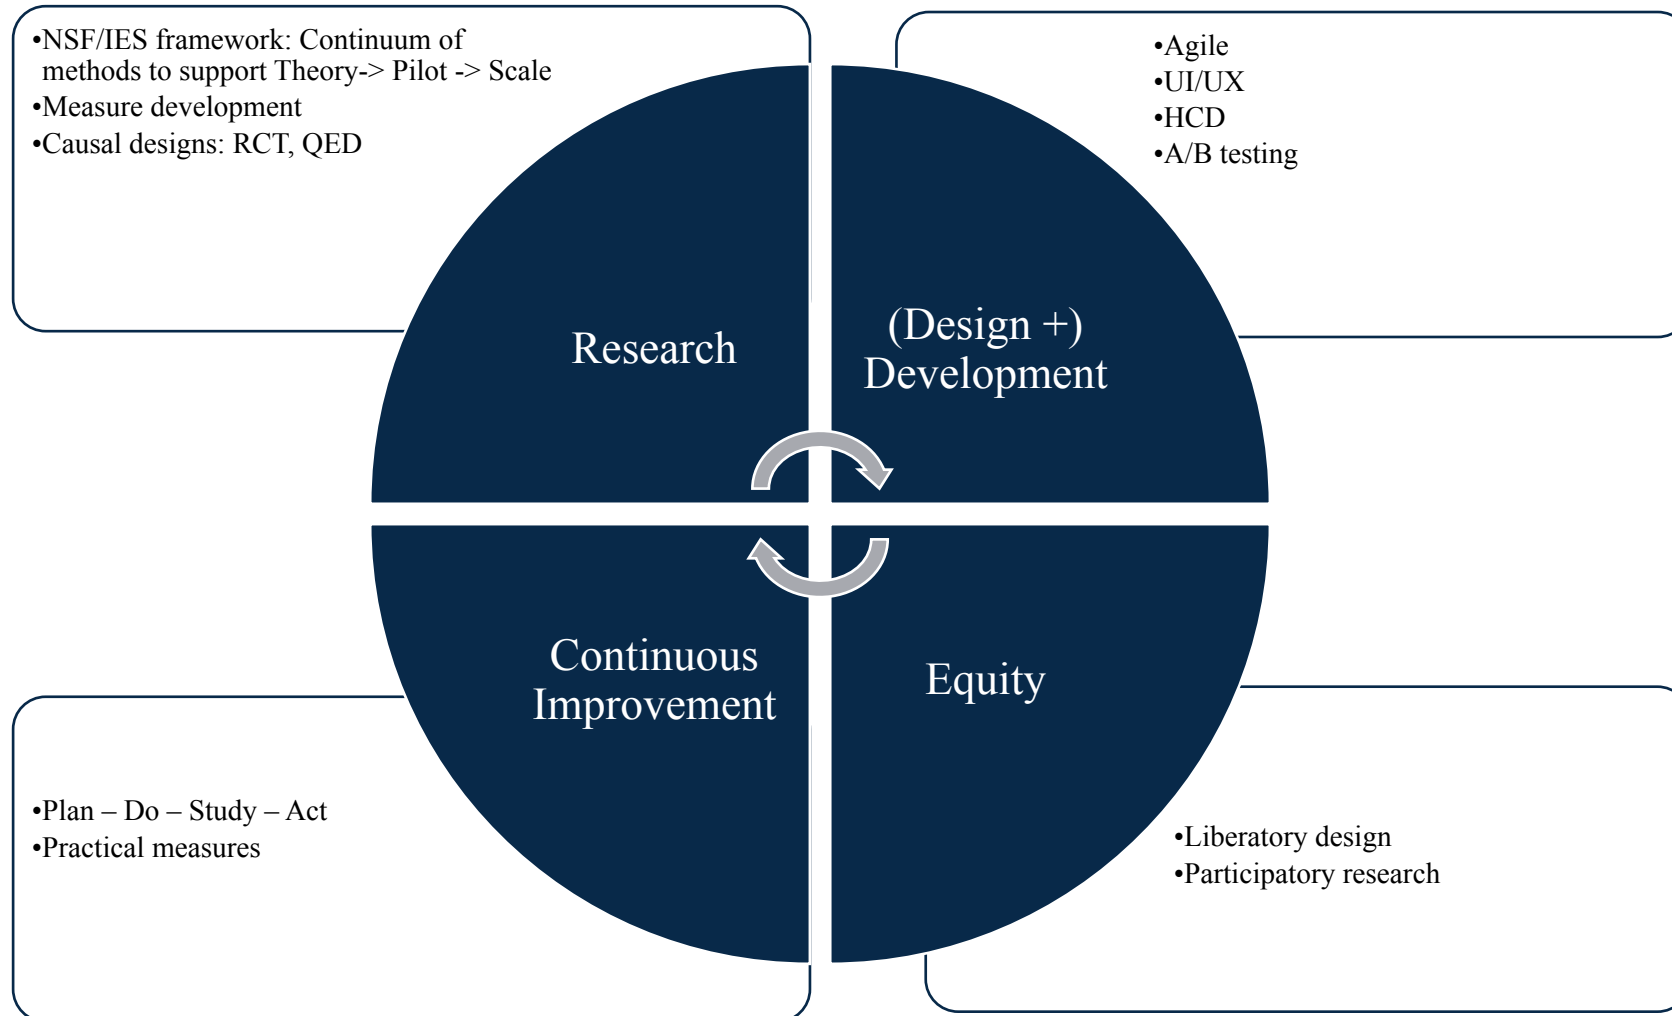 •NSF/IES framework: Continuum of
methods to support Theory-> Pilot -> Scale
•Measure development
•Causal designs: RCT, QED
•Agile
•UI/UX
•HCD
•A/B testing
Research
(Design +)
Development
Continuous
Improvement
Equity
•Plan – Do – Study – Act
•Practical measures
•Liberatory design
•Participatory research